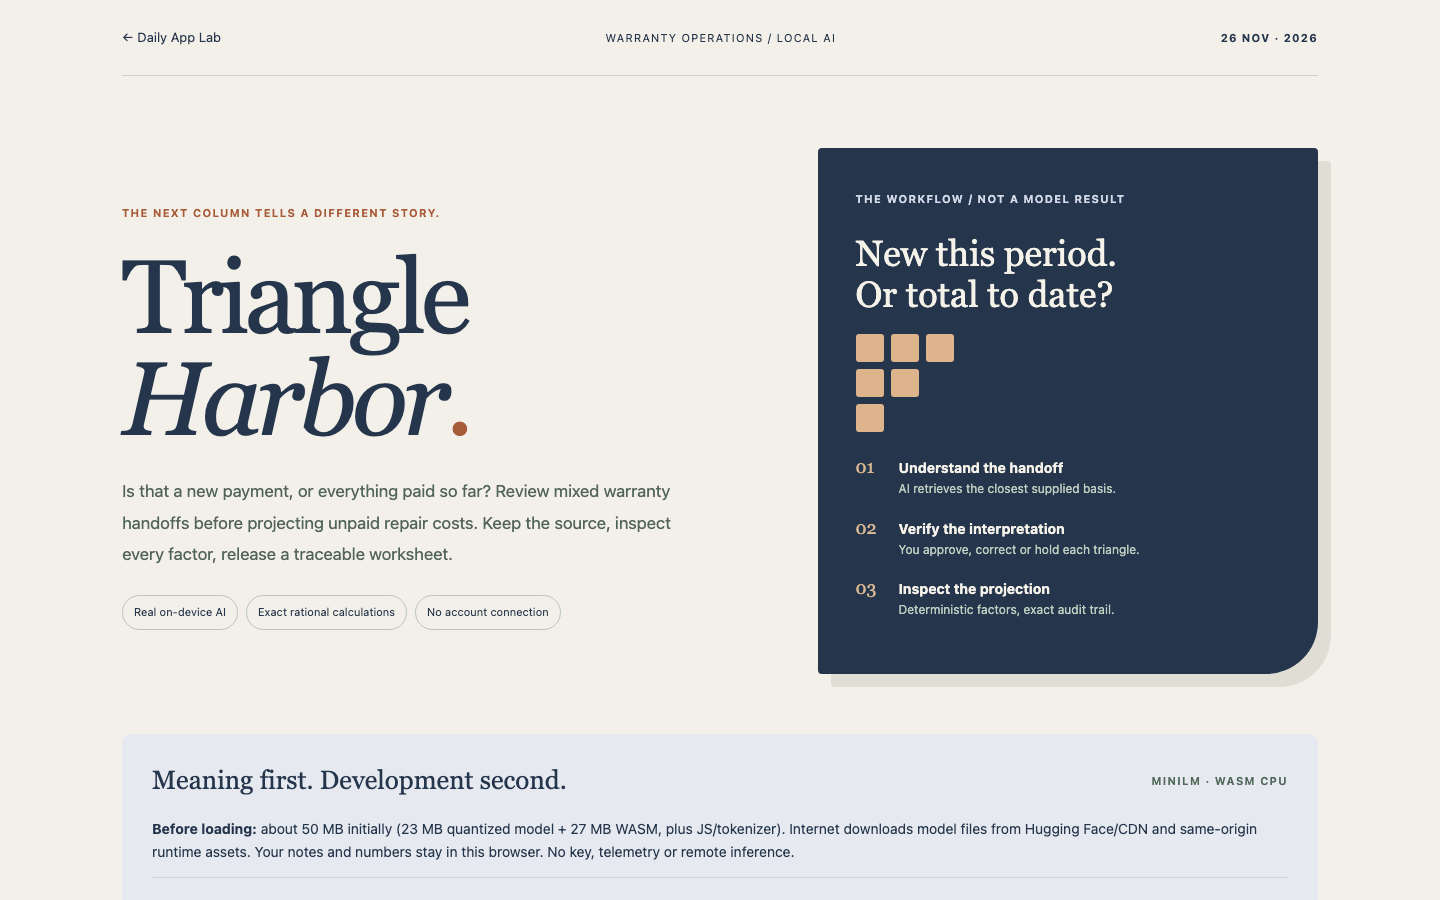 ← Daily App Lab
WARRANTY OPERATIONS / LOCAL AI
26 NOV · 2026
THE NEXT COLUMN TELLS A DIFFERENT STORY.
Triangle
Harbor.
Is that a new payment, or everything paid so far? Review mixed warranty
handoffs before projecting unpaid repair costs. Keep the source, inspect
every factor, release a traceable worksheet.
Real on-device AI
Exact rational calculations
No account connection
THE WORKFLOW / NOT A MODEL RESULT
New this period.
Or total to date?
01 Understand the handoff
AI retrieves the closest supplied basis.
02 Verify the interpretation
You approve, correct or hold each triangle.
03 Inspect the projection
Deterministic factors, exact audit trail.
Meaning first. Development second.
MINILM · WASM CPU
Before loading: about 50 MB initially (23 MB quantized model + 27 MB WASM, plus JS/tokenizer). Internet downloads model files from Hugging Face/CDN and same-origin
runtime assets. Your notes and numbers stay in this browser. No key, telemetry or remote inference.